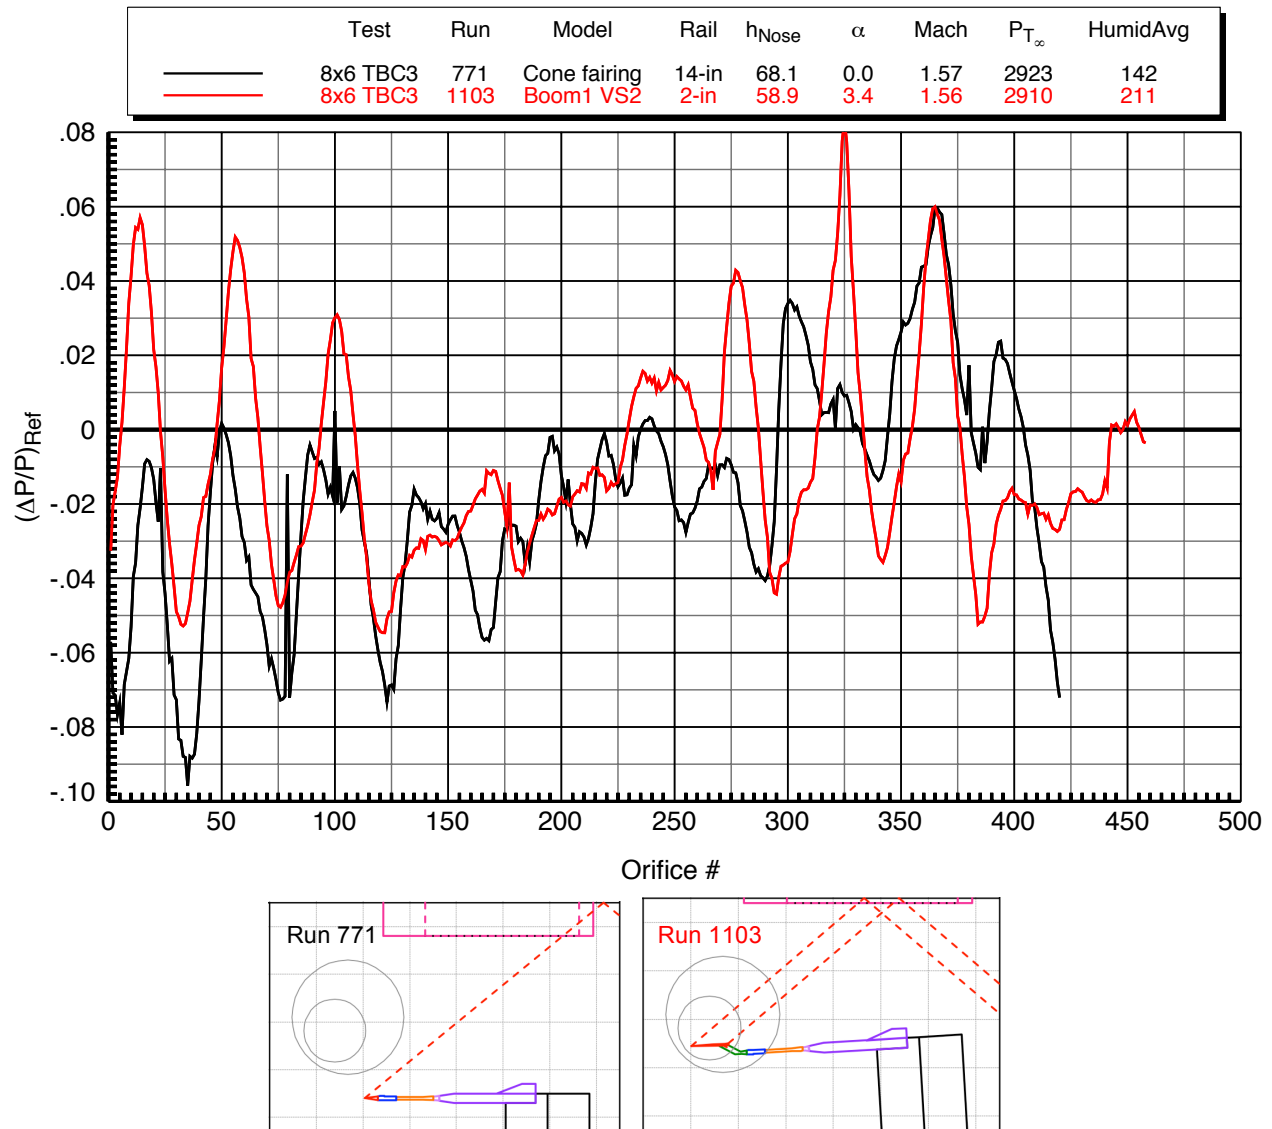 Test Run Model Rail hNose α Mach PT∞ HumidAvg
8x6 TBC3 771 Cone fairing 14-in 68.1 0.0 1.57 2923 142
8x6 TBC3 1103 Boom1 VS2 2-in 58.9 3.4 1.56 2910 211
.08
.06
.04
.02
0
-.02
-.04
-.06
-.08
-.10
(ΔP/P)Ref
0 50 100 150 200 250 300 350 400 450 500
Orifice #
Run 771
Run 1103